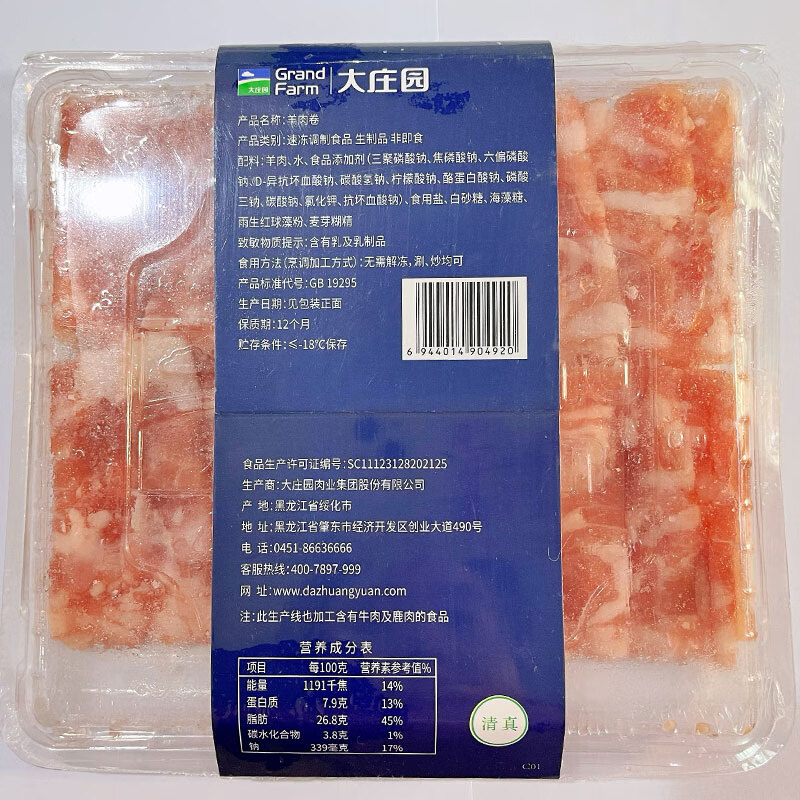 大庄园
Grand Farm
大庄园
产品名称:羊肉卷
产品类别:速冻调制食品 生制品 非即食
配料:羊肉、水、食品添加剂(三聚磷酸钠、焦磷酸钠、六偏磷酸
钠、D-异抗坏血酸钠、碳酸氢钠、柠檬酸钠、酪蛋白酸钠、磷酸
三钠、碳酸钠、氯化钾、抗坏血酸钠)、食用盐、白砂糖、海藻糖、
雨生红球藻粉、麦芽糊精
致敏物质提示:含有乳及乳制品
食用方法(烹调加工方式):无需解冻,涮、炒均可
产品标准代号:GB 19295
生产日期:见包装正面
保质期:12个月
贮存条件:≤-18℃保存
6 944014 904920
食品生产许可证编号:SC11123128202125
生产商:大庄园肉业集团股份有限公司
产 地:黑龙江省绥化市
地 址:黑龙江省肇东市经济开发区创业大道490号
电 话:0451-86636666
客服热线:400-7897-999
网 址:www.dazhuangyuan.com
注:此生产线也加工含有牛肉及鹿肉的食品
营养成分表
项目 每100克 营养素参考值%
能量 1191千焦 14%
蛋白质 7.9克 13%
脂肪 26.8克 45%
碳水化合物 3.8克 1%
钠 339毫克 17%
清真
C01